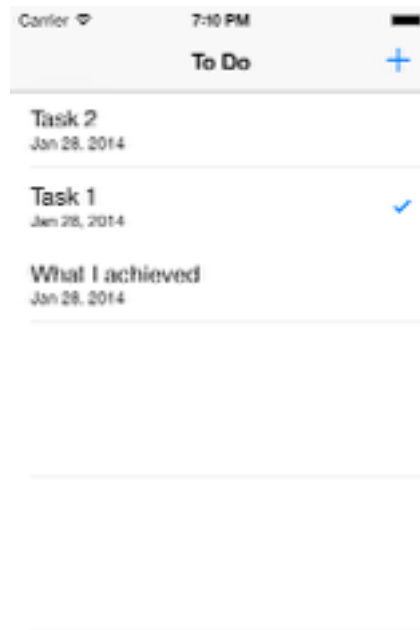 Carrier 7:10 PM
To Do
Task 2
Jan 28, 2014
Task 1
Jan 28, 2014
What I achieved
Jan 28, 2014